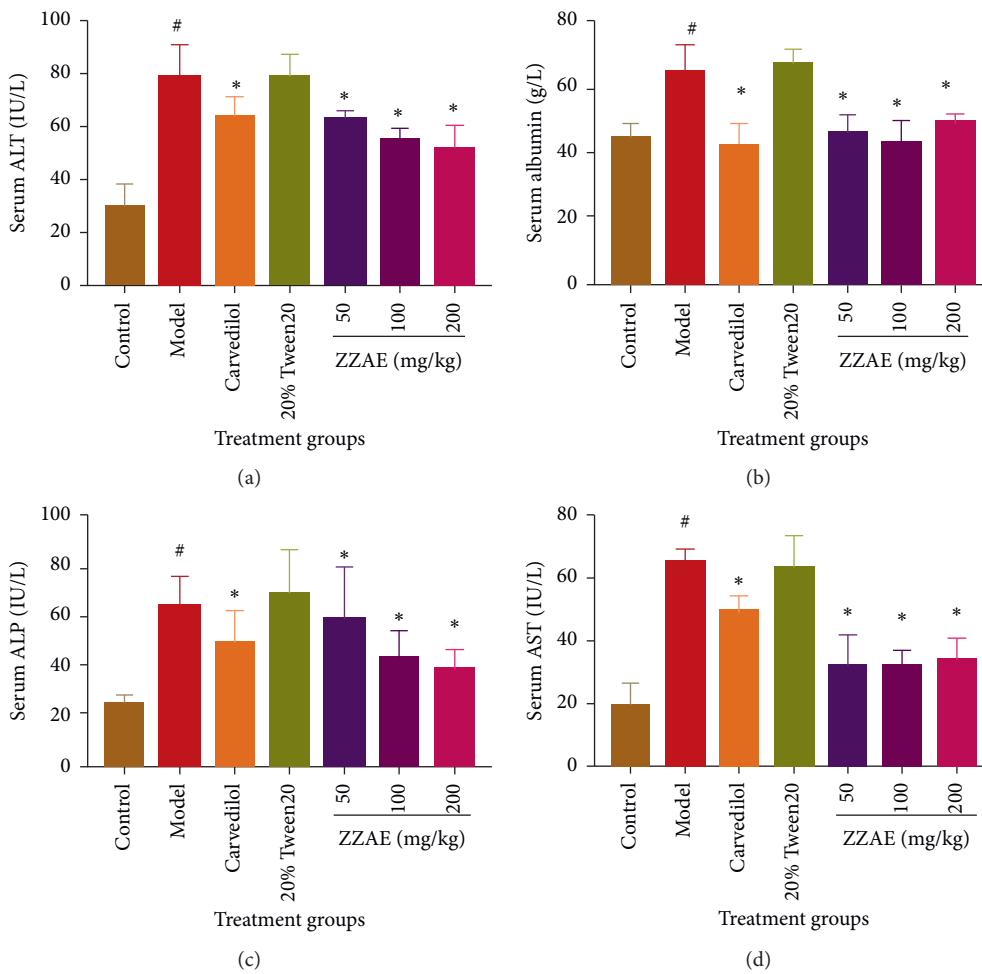 100
80
60
40
20
0
Serum ALT (IU/L)
#
*
*
*
*
Control
Model
Carvedilol
20% Tween20
50
100
200
ZZAE (mg/kg)
Treatment groups
(a)
80
60
40
20
0
Serum albumin (g/L)
#
*
*
*
*
Control
Model
Carvedilol
20% Tween20
50
100
200
ZZAE (mg/kg)
Treatment groups
(b)
100
80
60
40
20
0
Serum ALP (IU/L)
#
*
*
*
*
Control
Model
Carvedilol
20% Tween20
50
100
200
ZZAE (mg/kg)
Treatment groups
(c)
80
60
40
20
0
Serum AST (IU/L)
#
*
*
*
*
Control
Model
Carvedilol
20% Tween20
50
100
200
ZZAE (mg/kg)
Treatment groups
(d)